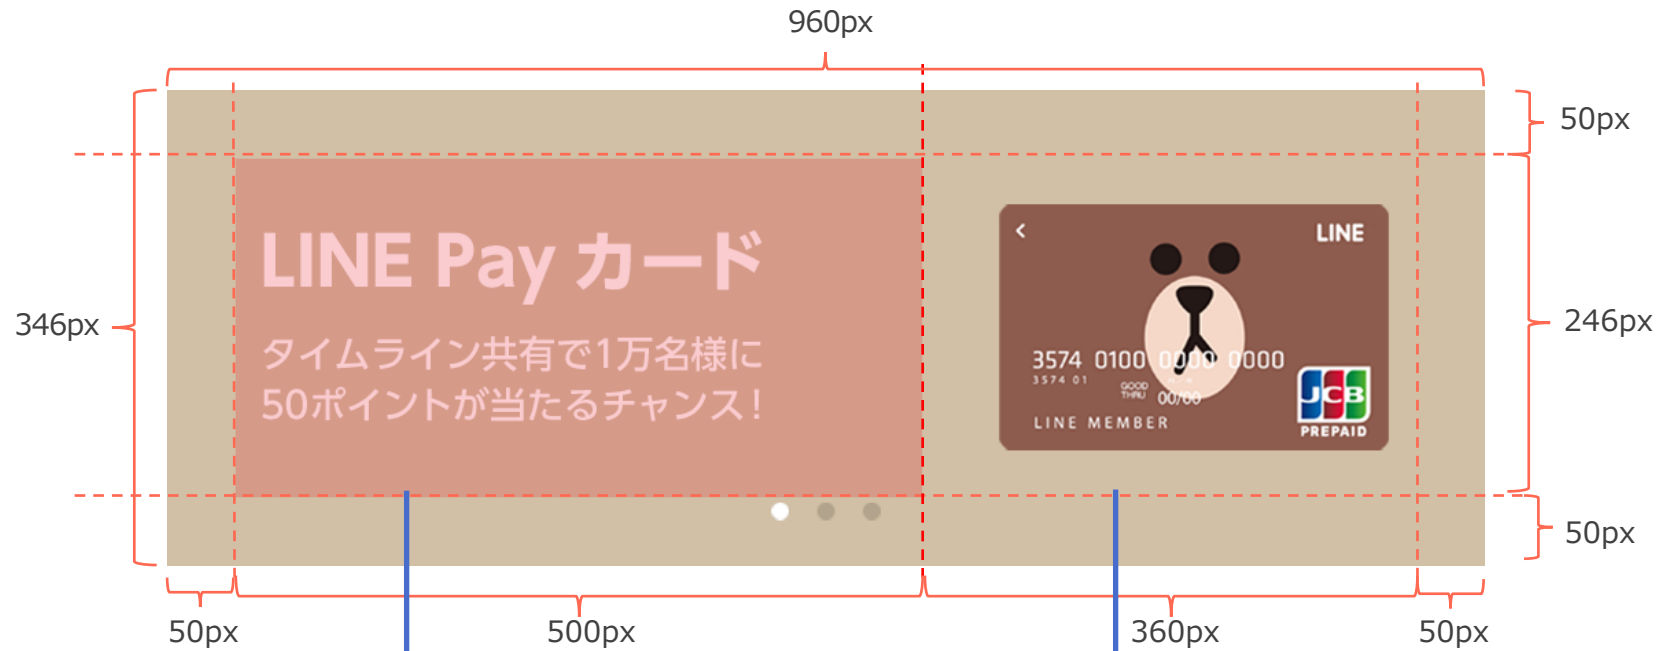 960px
50px
LINE Pay カード
タイムライン共有で1万名様に
50ポイントが当たるチャンス!
346px
LINE
3574 0100 0000 0000
3574 01
GOOD
THRU 00/00
LINE MEMBER
JCB
PREPAID
246px
50px
50px
500px
360px
50px